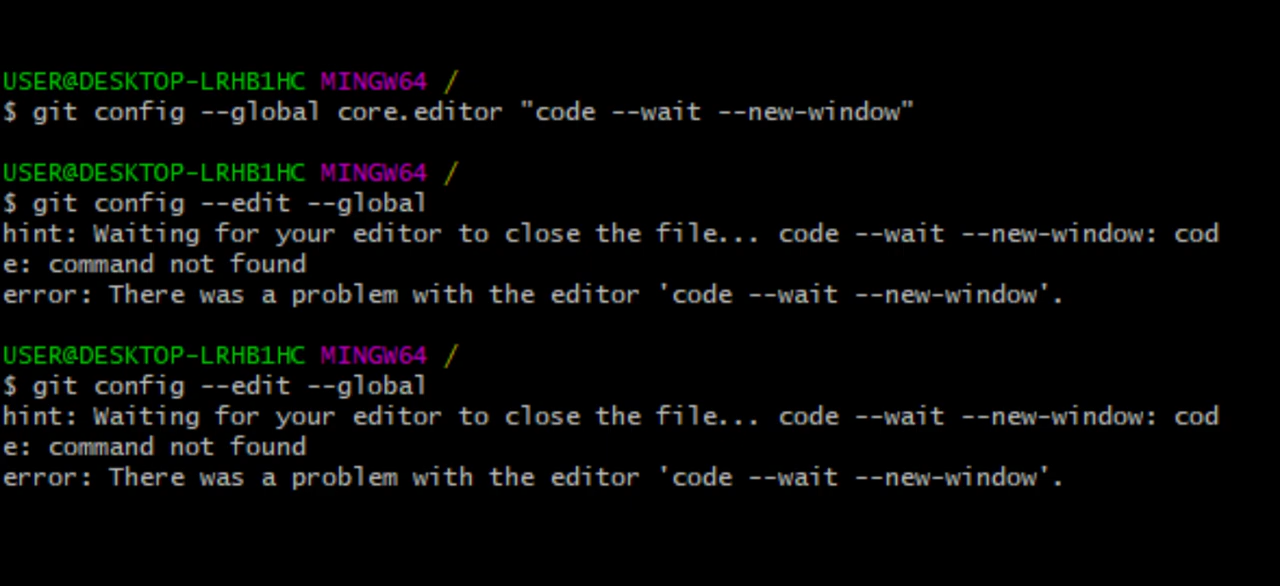 USER@DESKTOP-LRHB1HC MINGW64 /
$ git config --global core.editor "code --wait --new-window"
USER@DESKTOP-LRHB1HC MINGW64 /
$ git config --edit --global
hint: Waiting for your editor to close the file... code --wait --new-window: cod
e: command not found
error: There was a problem with the editor 'code --wait --new-window'.
USER@DESKTOP-LRHB1HC MINGW64 /
$ git config --edit --global
hint: Waiting for your editor to close the file... code --wait --new-window: cod
e: command not found
error: There was a problem with the editor 'code --wait --new-window'.